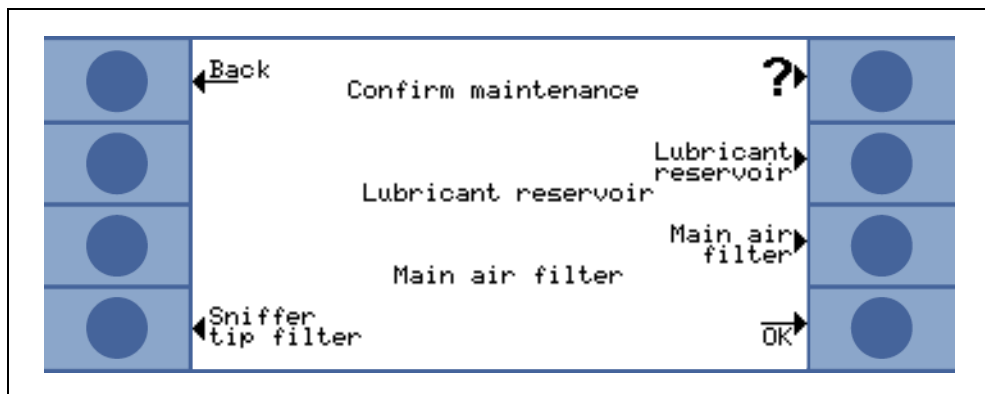 Back
?
Confirm maintenance
Lubricant
reservoir
Lubricant reservoir
Main air
filter
Main air filter
Sniffer
tip filter
OK